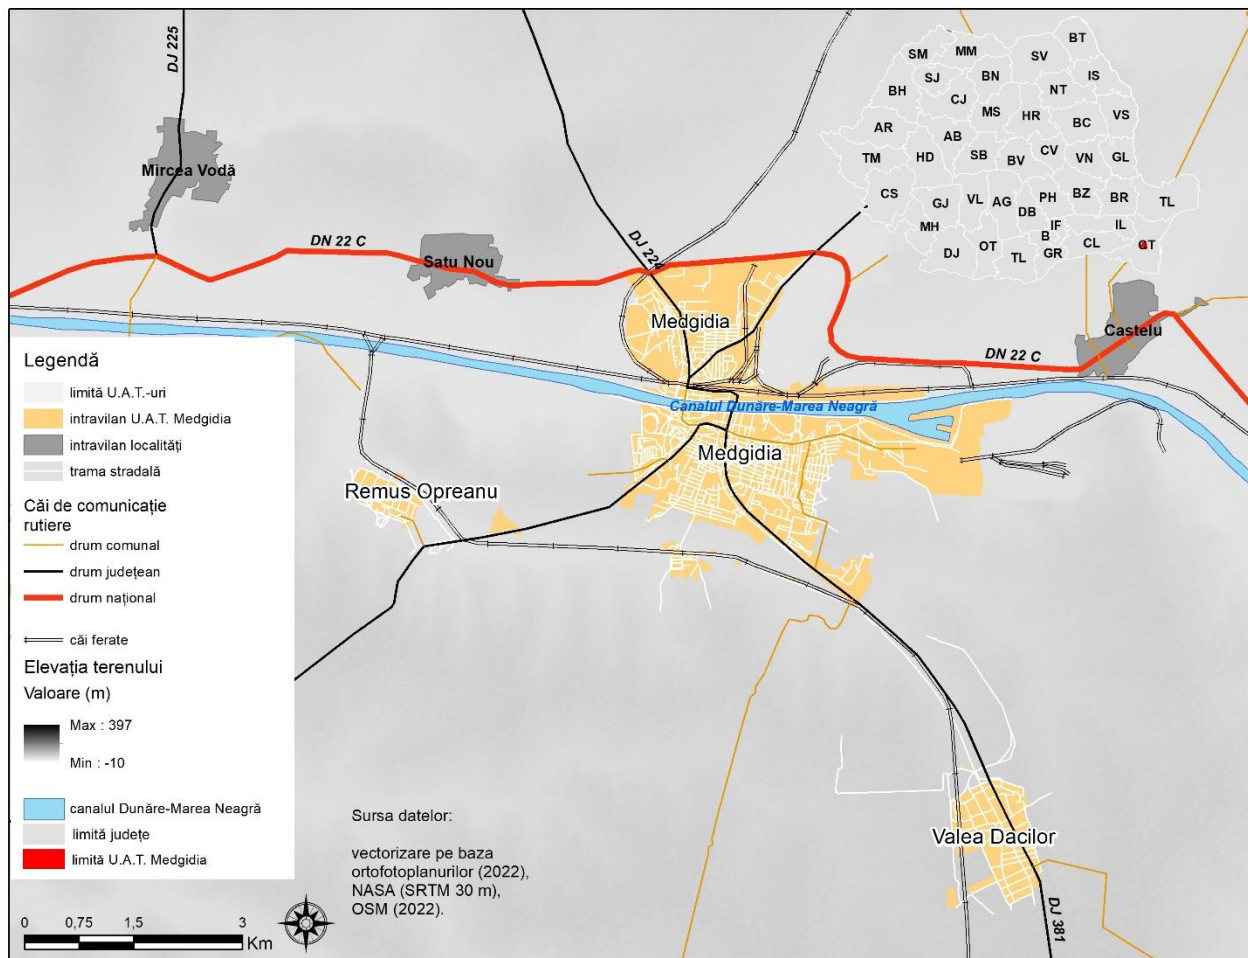 DJ 225
Mircea Vodă
DN 22 C
Satu Nou
DJ 224
Medgidia
Canalul Dunăre-Marea Neagră
Medgidia
DN 22 C
Castelu
Remus Opreanu
Valea Dacilor
DJ 381
SM
MM
SV
BT
SJ
BN
IS
BH
CJ
NT
MS
HR
BC
VS
AR
AB
TM
HD
SB
BV
CV
VN
GL
CS
GJ
VL
AG
PH
BZ
BR
TL
DB
MH
IF
IL
B
DJ
OT
TL
GR
CL
CT
Legendă
limită U.A.T.-uri
intravilan U.A.T. Medgidia
intravilan localități
trama stradală
Căi de comunicație
rutiere
drum comunal
drum județean
drum național
căi ferate
Elevația terenului
Valoare (m)
Max : 397
Min : -10
canalul Dunăre-Marea Neagră
limită județe
limită U.A.T. Medgidia
Sursa datelor:
vectorizare pe baza
ortofotoplanurilor (2022),
NASA (SRTM 30 m),
OSM (2022).
0 0,75 1,5 3
Km